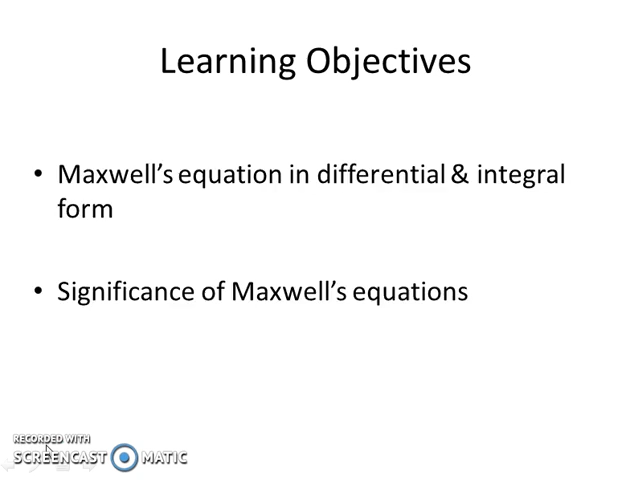 Learning Objectives
• Maxwell's equation in differential & integral
form
• Significance of Maxwell's equations
RECORDED WITH
SCREENCAST MATIC